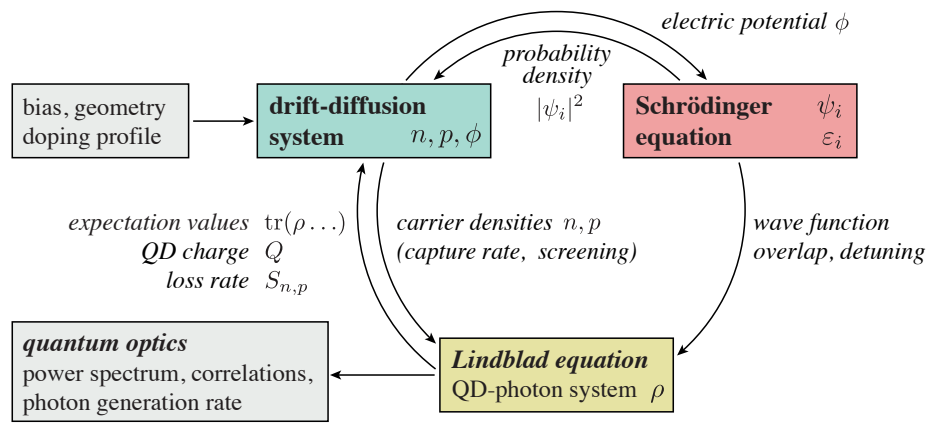 electric potential ϕ
probability
density
|ψᵢ|²
bias, geometry
doping profile
drift-diffusion
system n, p, ϕ
Schrödinger ψᵢ
equation εᵢ
expectation values tr(ρ …)
QD charge Q
loss rate Sₙ,ₚ
carrier densities n, p
(capture rate, screening)
wave function
overlap, detuning
quantum optics
power spectrum, correlations,
photon generation rate
Lindblad equation
QD-photon system ρ